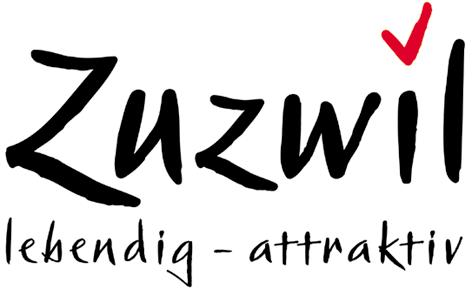 Zuzwil
lebendig – attraktiv